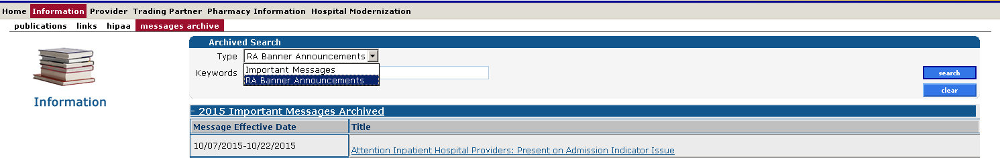 Home Information Provider Trading Partner Pharmacy Information Hospital Modernization
publications links hipaa messages archive
Information
Archived Search
Type RA Banner Announcements
Important Messages
RA Banner Announcements
Keywords
search
clear
- 2015 Important Messages Archived
Message Effective Date Title
10/07/2015-10/22/2015 Attention Inpatient Hospital Providers: Present on Admission Indicator Issue